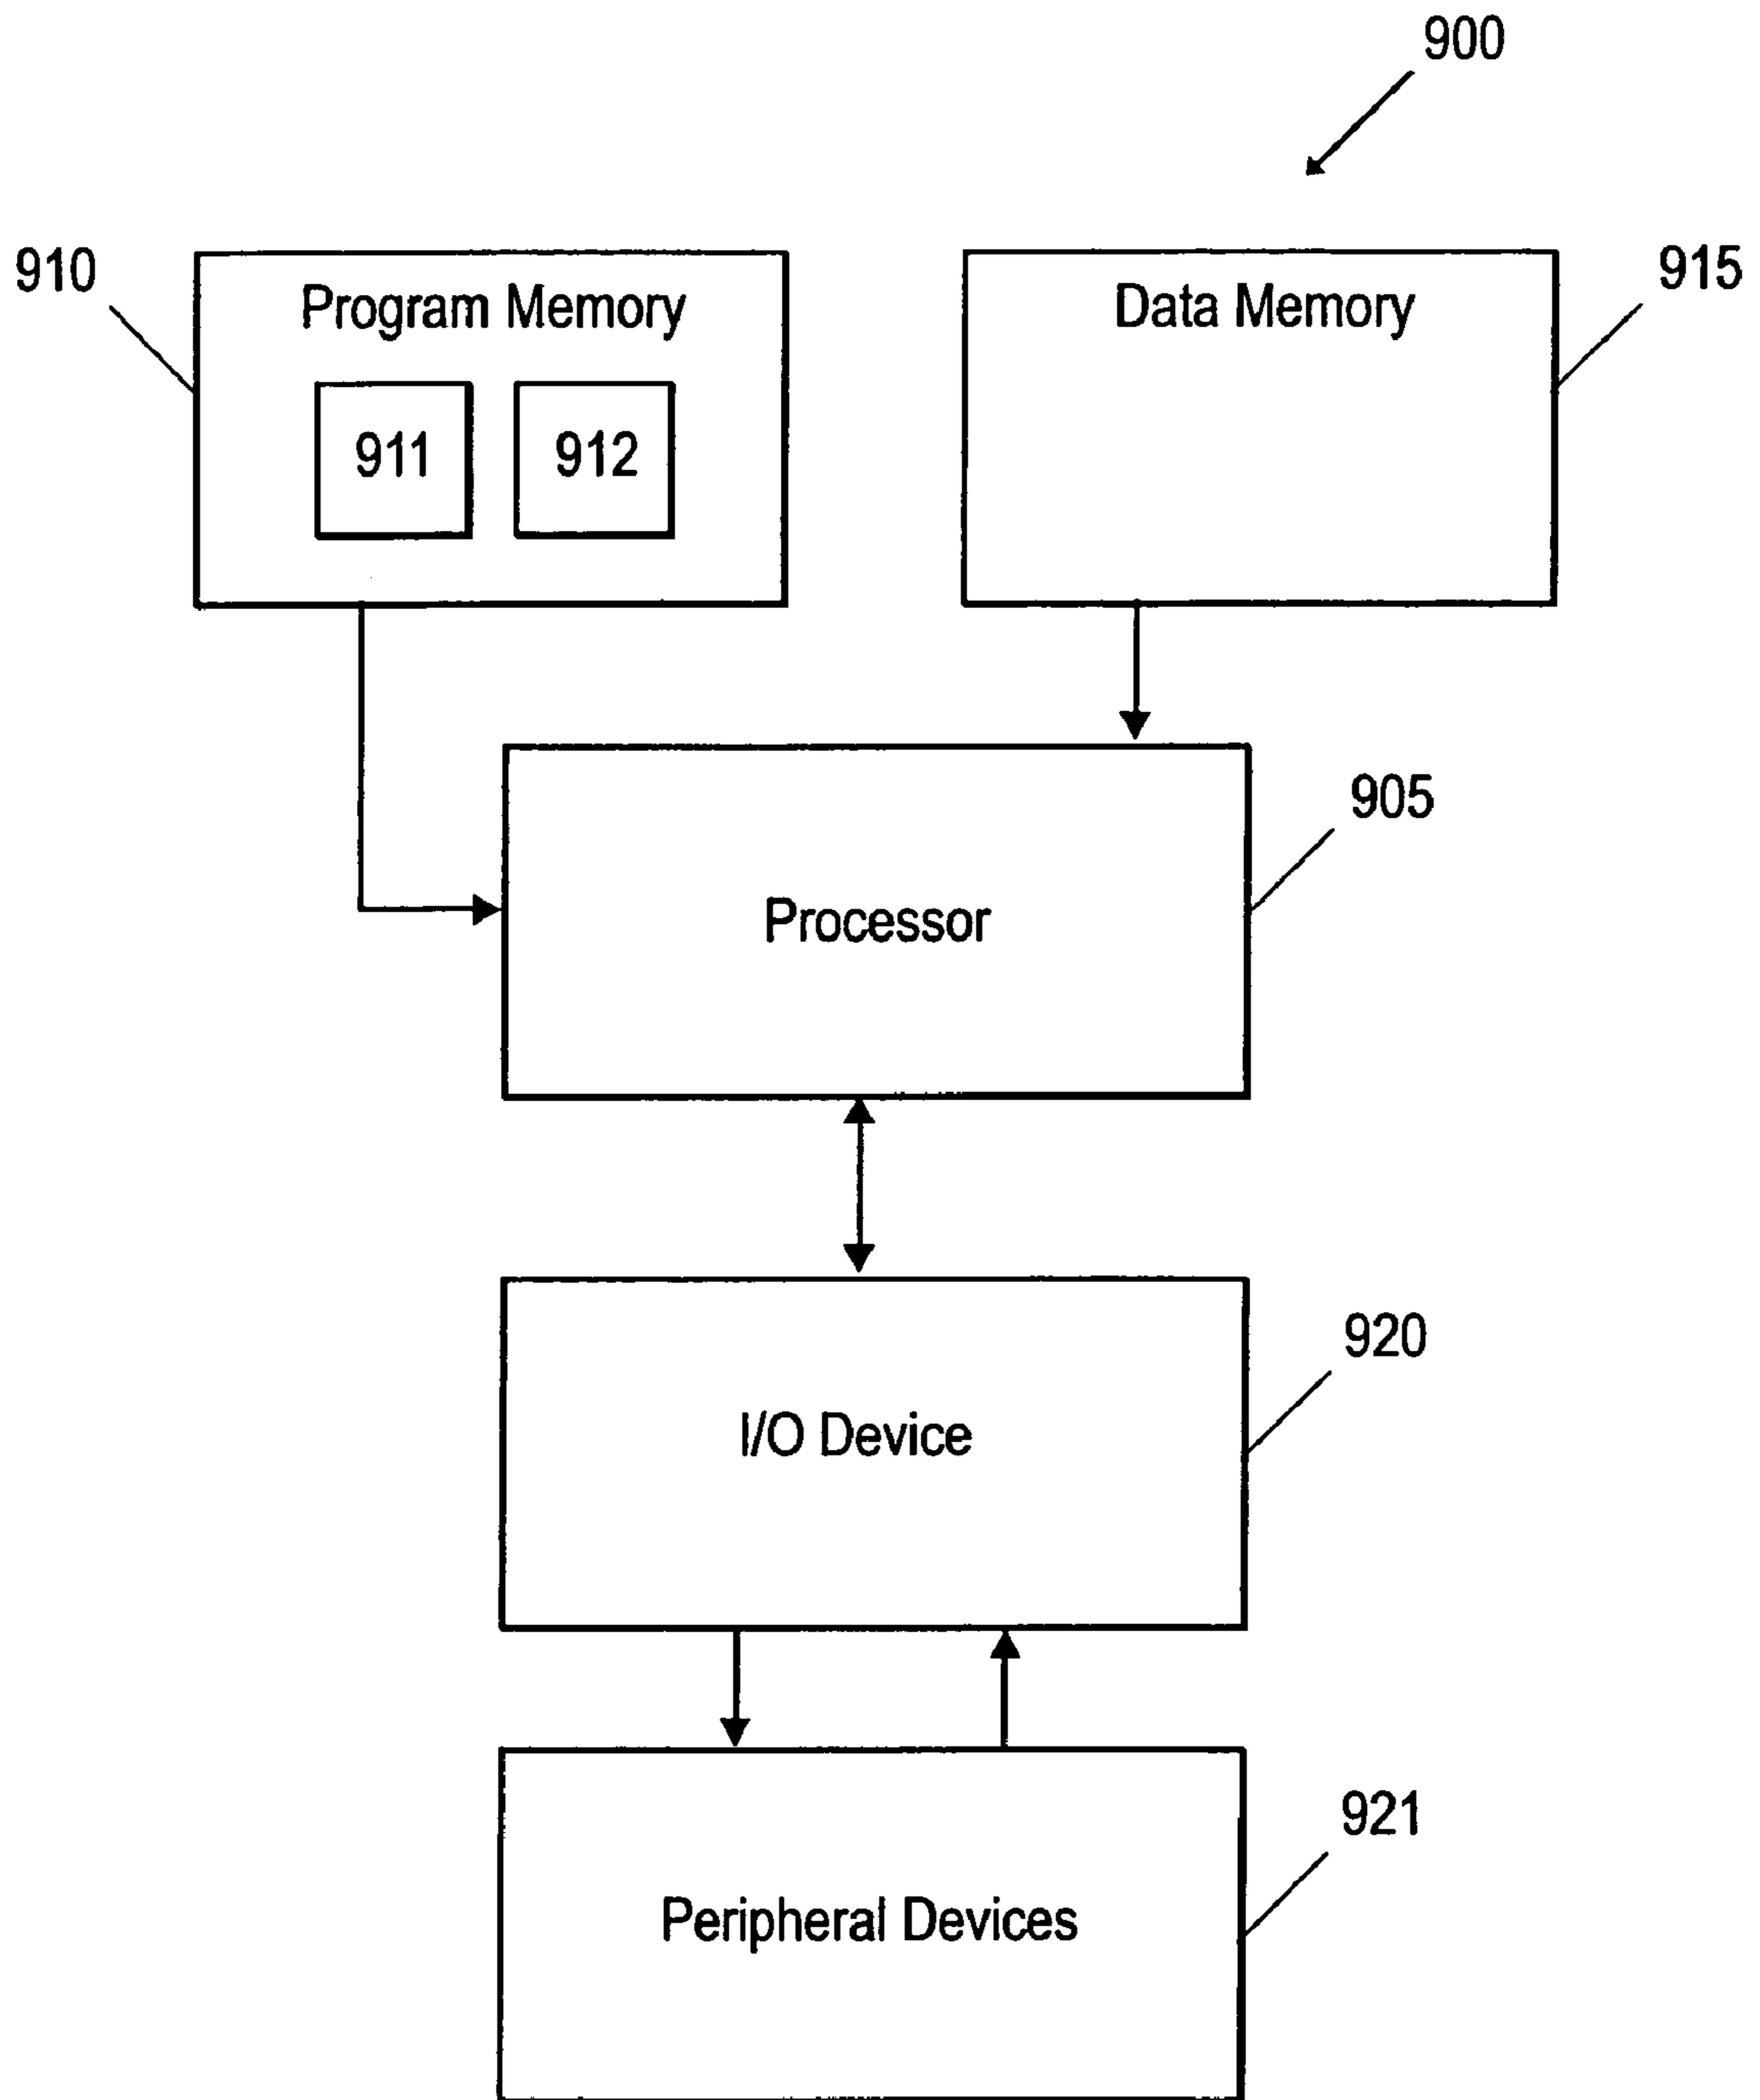 900
910
Program Memory
Data Memory
915
911
912
905
Processor
920
I/O Device
921
Peripheral Devices